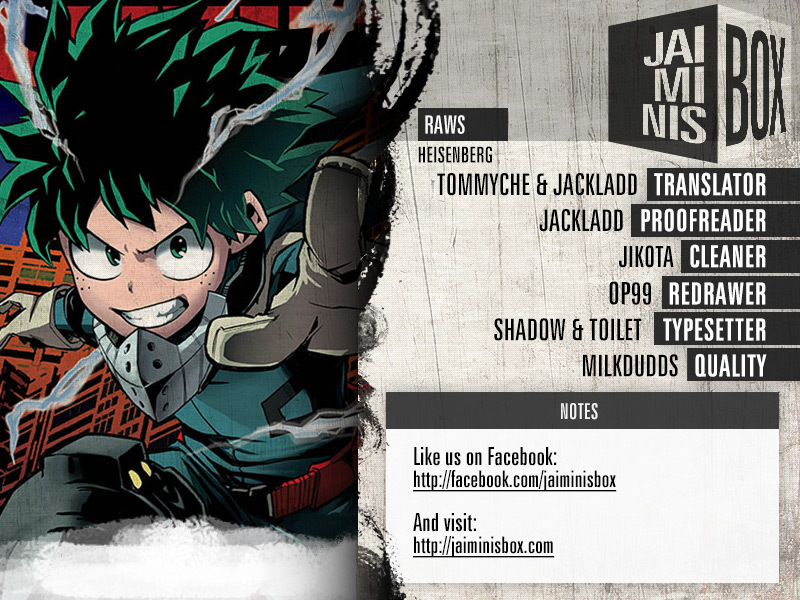 JAI
MI
NIS
BOX
RAWS
HEISENBERG
TOMMYCHE & JACKLADD TRANSLATOR
JACKLADD PROOFREADER
JIKOTA CLEANER
OP99 REDRAWER
SHADOW & TOILET TYPESETTER
MILKDUDDS QUALITY
NOTES
Like us on Facebook:
http://facebook.com/jaiminisbox
And visit:
http://jaiminisbox.com